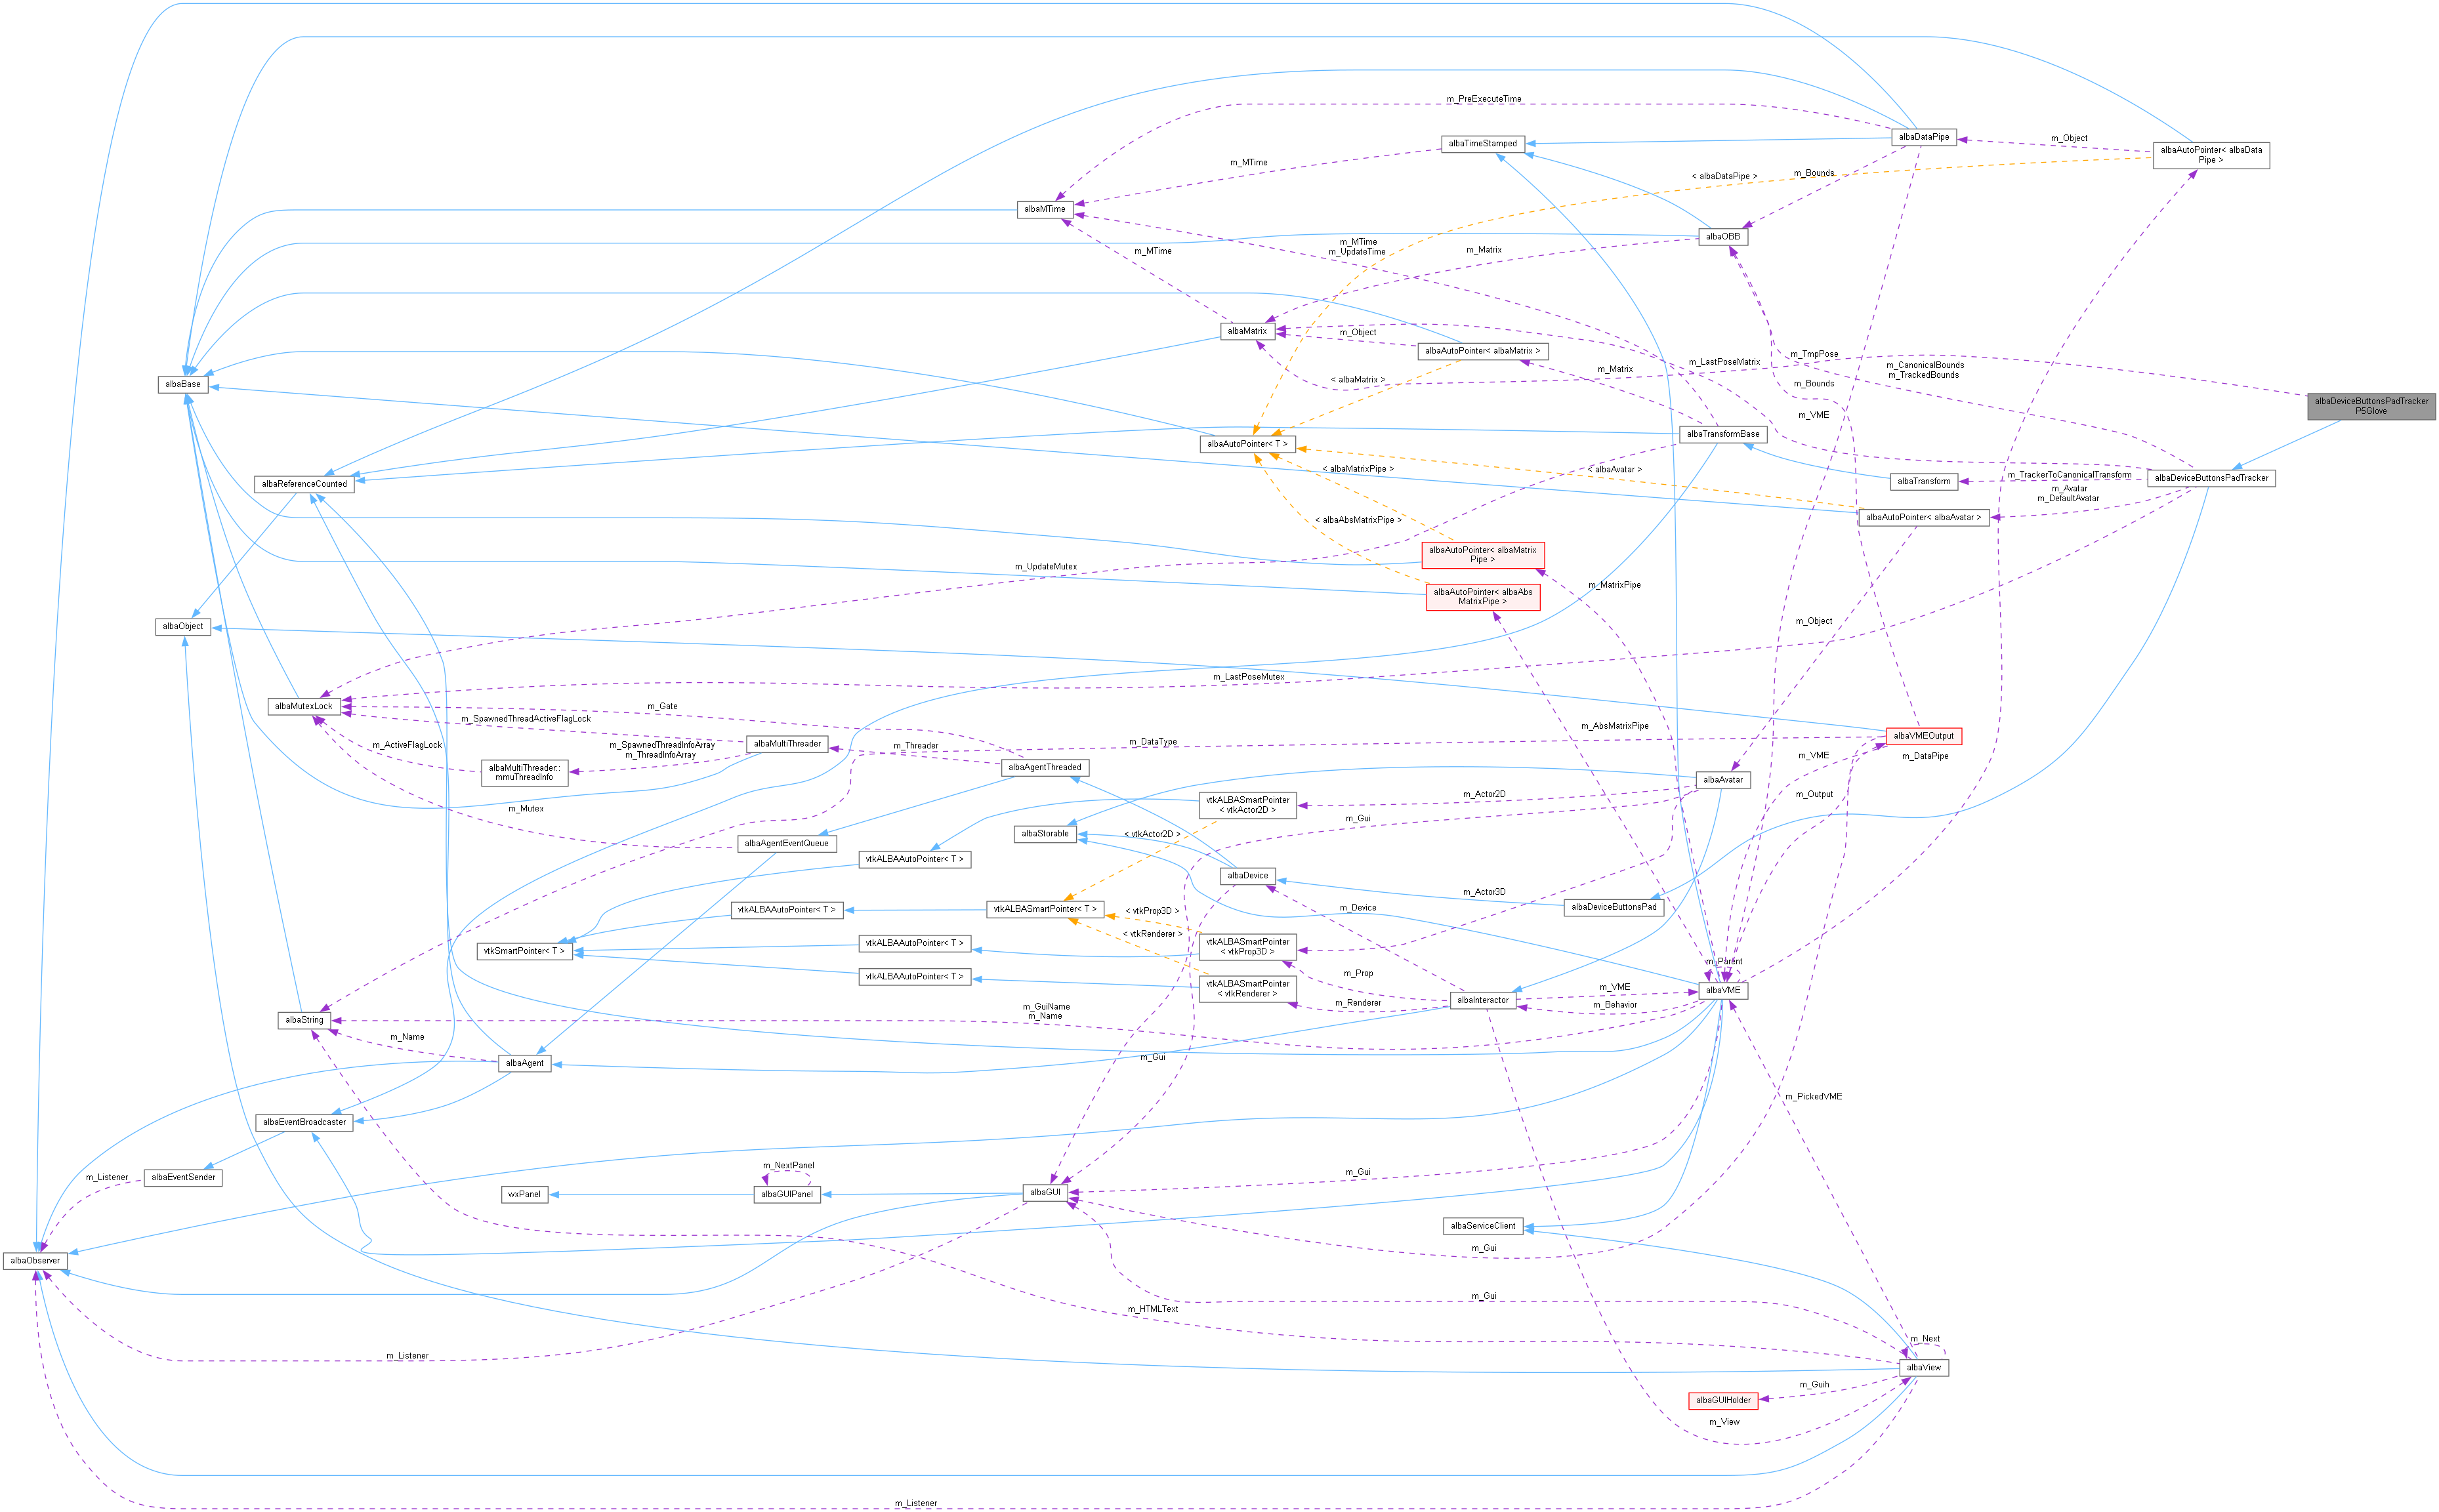 m_PreExecuteTime
albaDataPipe
m_Object
albaTimeStamped
albaAutoPointer< albaData
Pipe >
m_MTime
< albaDataPipe >
m_Bounds
albaMTime
albaOBB
m_MTime
m_UpdateTime
m_Matrix
m_MTime
albaMatrix
m_Object
albaAutoPointer< albaMatrix >
m_LastPoseMatrix
m_TmpPose
m_CanonicalBounds
m_TrackedBounds
albaBase
< albaMatrix >
m_Matrix
m_Bounds
albaDeviceButtonsPadTracker
P5Glove
m_VME
albaAutoPointer< T >
albaTransformBase
albaReferenceCounted
< albaMatrixPipe >
< albaAvatar >
albaTransform
m_TrackerToCanonicalTransform
albaDeviceButtonsPadTracker
m_Avatar
m_DefaultAvatar
albaAutoPointer< albaAvatar >
< albaAbsMatrixPipe >
albaAutoPointer< albaMatrix
Pipe >
m_UpdateMutex
m_MatrixPipe
albaAutoPointer< albaAbs
MatrixPipe >
albaObject
m_Object
m_LastPoseMutex
albaMutexLock
m_Gate
m_SpawnedThreadActiveFlagLock
m_AbsMatrixPipe
albaVMEOutput
m_ActiveFlagLock
m_SpawnedThreadInfoArray
m_ThreadInfoArray
albaMultiThreader
m_Threader
m_DataType
m_VME
m_DataPipe
albaMultiThreader::
mmuThreadInfo
albaAgentThreaded
albaAvatar
m_Mutex
m_Actor2D
m_Output
vtkALBASmartPointer
< vtkActor2D >
m_Gui
albaStorable
< vtkActor2D >
albaAgentEventQueue
vtkALBAAutoPointer< T >
albaDevice
m_Actor3D
albaDeviceButtonsPad
vtkALBAAutoPointer< T >
vtkALBASmartPointer< T >
< vtkProp3D >
m_Device
< vtkRenderer >
vtkSmartPointer< T >
vtkALBAAutoPointer< T >
vtkALBASmartPointer
< vtkProp3D >
m_Parent
vtkALBAAutoPointer< T >
m_Prop
vtkALBASmartPointer
< vtkRenderer >
m_Renderer
albaInteractor
m_VME
m_Behavior
albaVME
m_GuiName
m_Name
albaString
m_Name
albaAgent
m_Gui
m_PickedVME
albaEventBroadcaster
m_Listener
albaEventSender
m_NextPanel
m_Gui
wxPanel
albaGUIPanel
albaGUI
albaServiceClient
m_Gui
albaObserver
m_Gui
m_HTMLText
m_Next
m_Listener
albaView
m_Guih
albaGUIHolder
m_View
m_Listener